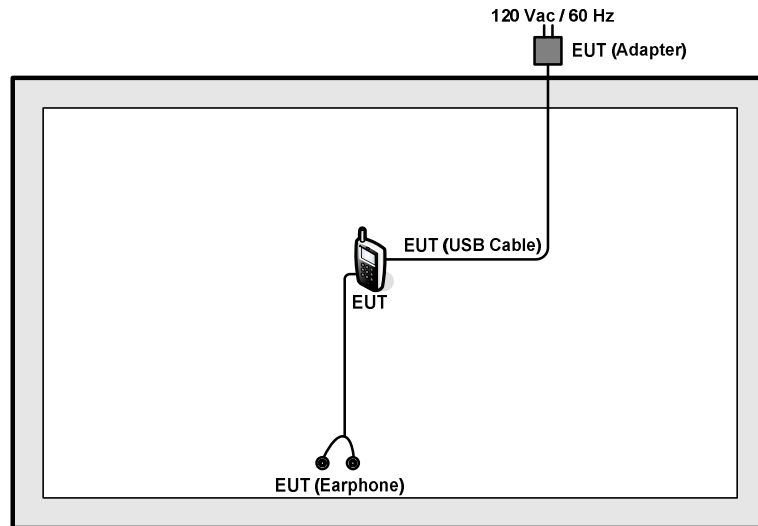 120 Vac / 60 Hz
EUT (Adapter)
EUT (USB Cable)
EUT
EUT (Earphone)